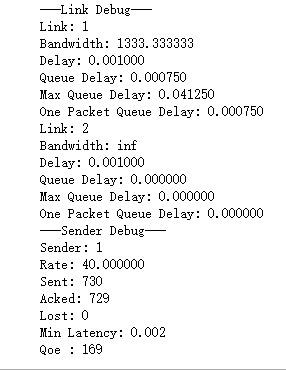 ---Link Debug---
Link: 1
Bandwidth: 1333.333333
Delay: 0.001000
Queue Delay: 0.000750
Max Queue Delay: 0.041250
One Packet Queue Delay: 0.000750
Link: 2
Bandwidth: inf
Delay: 0.001000
Queue Delay: 0.000000
Max Queue Delay: 0.000000
One Packet Queue Delay: 0.000000
---Sender Debug---
Sender: 1
Rate: 40.000000
Sent: 730
Acked: 729
Lost: 0
Min Latency: 0.002
Qoe : 169